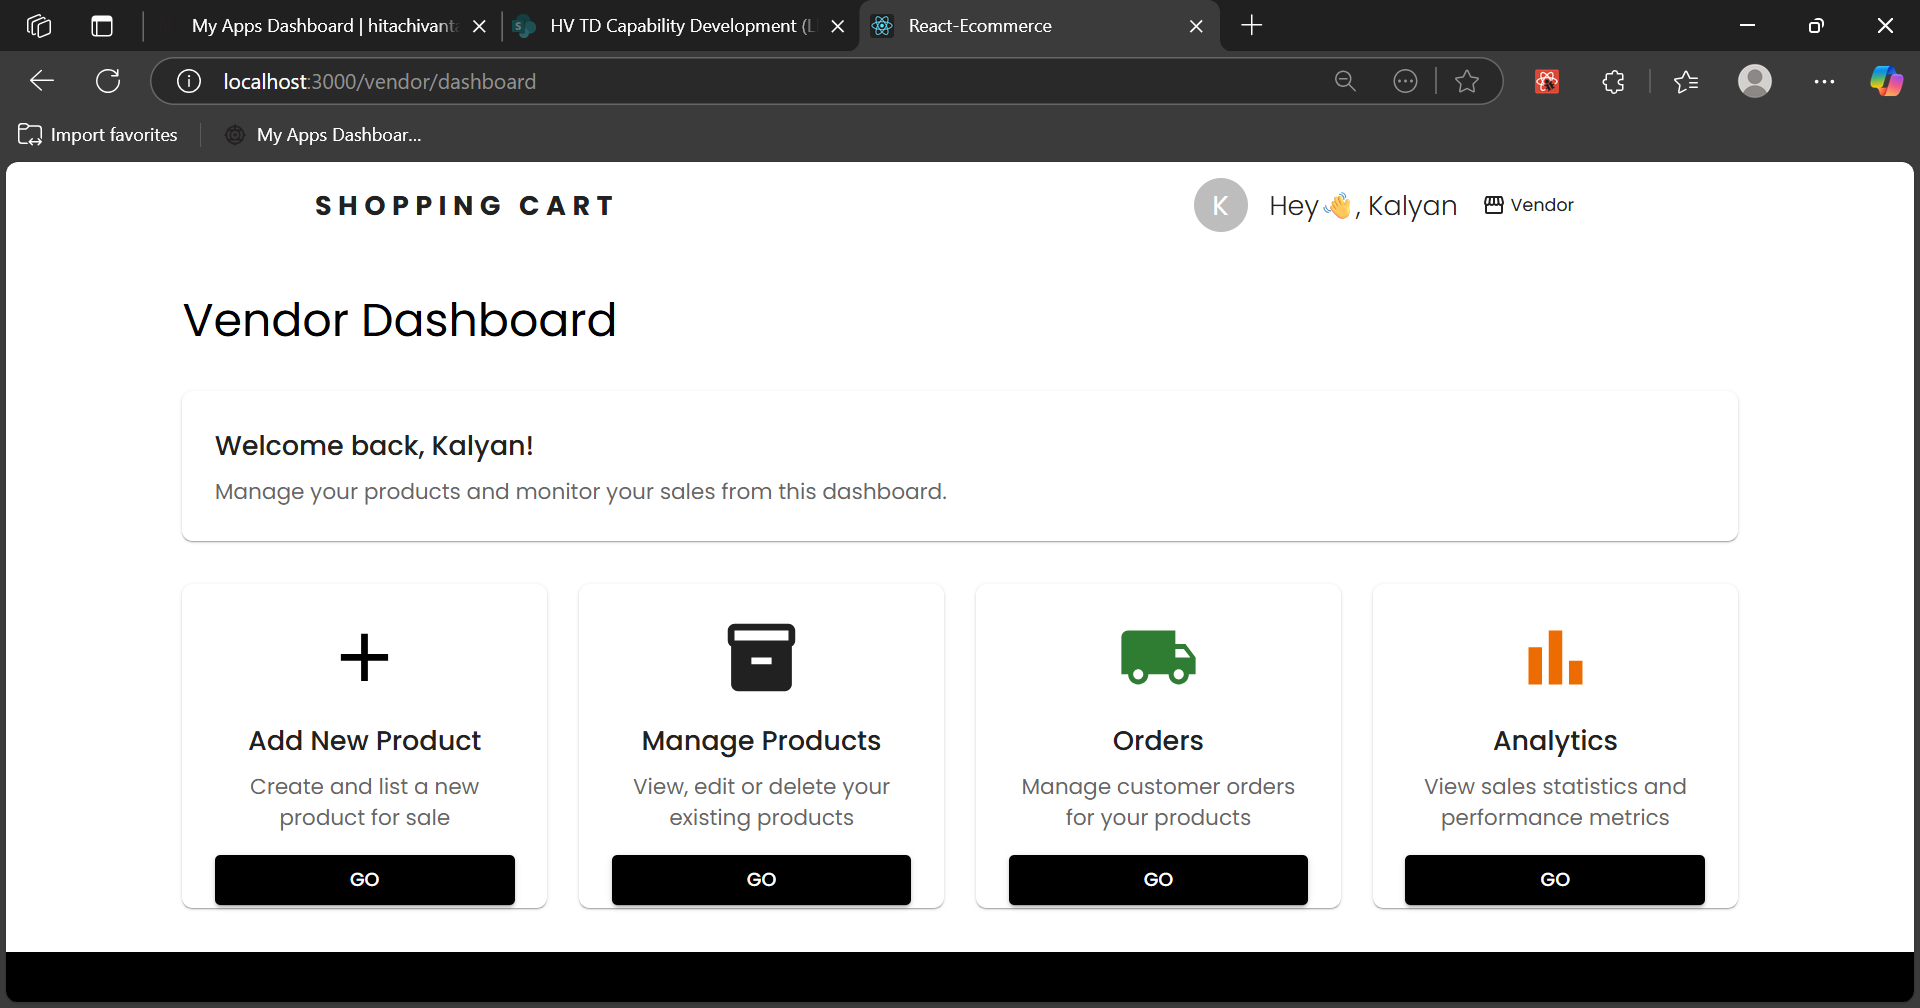 My Apps Dashboard | hitachivanta
HV TD Capability Development (L
React-Ecommerce
localhost:3000/vendor/dashboard
Import favorites
My Apps Dashboar...
SHOPPING CART
K
Hey👋, Kalyan
Vendor
Vendor Dashboard
Welcome back, Kalyan!
Manage your products and monitor your sales from this dashboard.
Add New Product
Create and list a new
product for sale
GO
Manage Products
View, edit or delete your
existing products
GO
Orders
Manage customer orders
for your products
GO
Analytics
View sales statistics and
performance metrics
GO